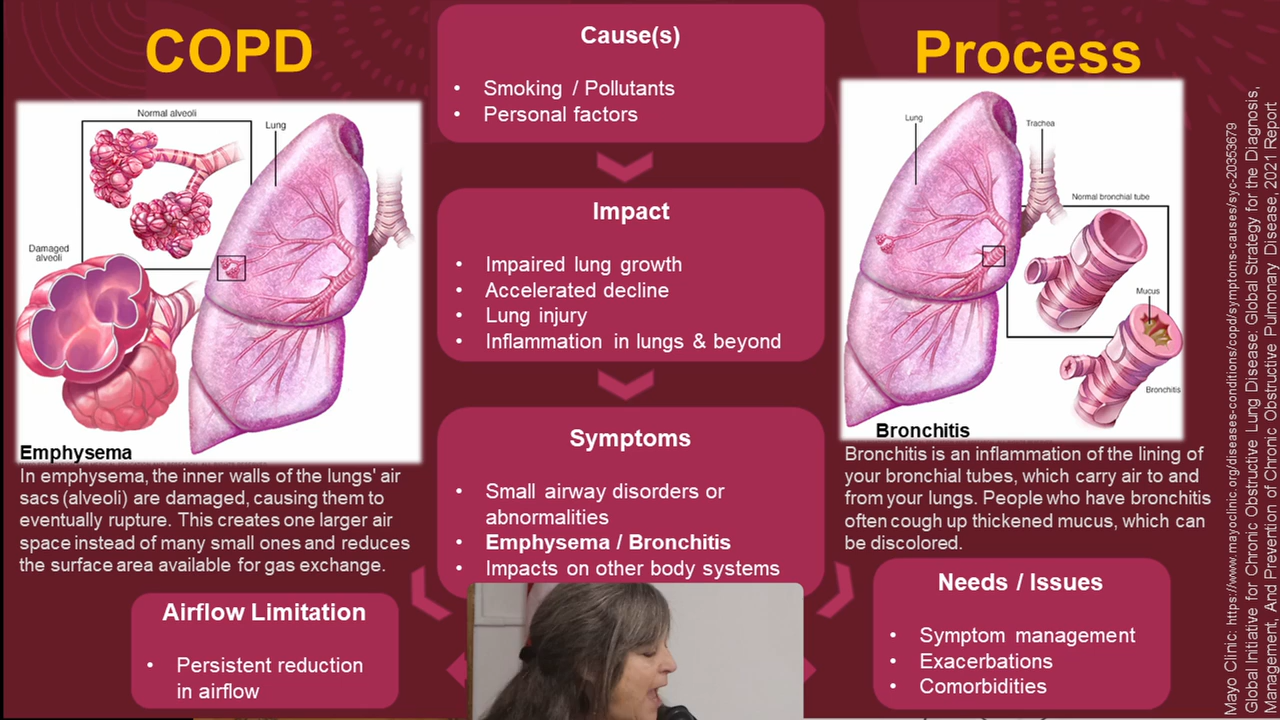 COPD
Normal alveoli
Lung
Damaged
alveoli
Emphysema
In emphysema, the inner walls of the lungs' air
sacs (alveoli) are damaged, causing them to
eventually rupture. This creates one larger air
space instead of many small ones and reduces
the surface area available for gas exchange.
Airflow Limitation
• Persistent reduction
in airflow
Cause(s)
• Smoking / Pollutants
• Personal factors
Impact
• Impaired lung growth
• Accelerated decline
• Lung injury
• Inflammation in lungs & beyond
Symptoms
• Small airway disorders or
abnormalities
• Emphysema / Bronchitis
• Impacts on other body systems
Process
Lung
Trachea
Normal bronchial tube
Mucus
Bronchitis
Bronchitis
Bronchitis is an inflammation of the lining of
your bronchial tubes, which carry air to and
from your lungs. People who have bronchitis
often cough up thickened mucus, which can
be discolored.
Needs / Issues
• Symptom management
• Exacerbations
• Comorbidities
Mayo Clinic: https://www.mayoclinic.org/diseases-conditions/copd/symptoms-causes/syc-20353679
Global Initiative for Chronic Obstructive Lung Disease: Global Strategy for the Diagnosis,
Management, And Prevention of Chronic Obstructive Pulmonary Disease, 2021 Report